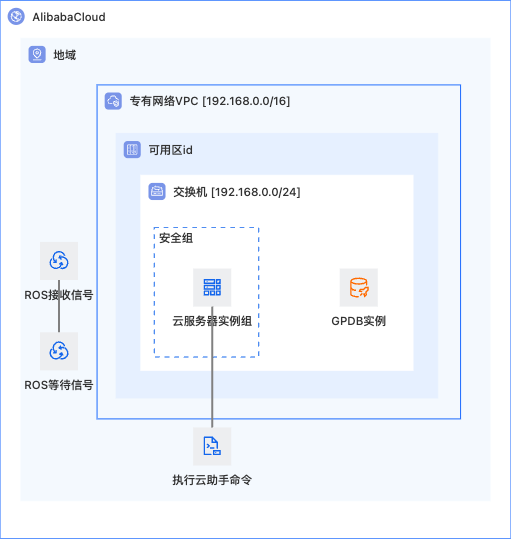 AlibabaCloud
地域
专有网络VPC [192.168.0.0/16]
可用区id
交换机 [192.168.0.0/24]
安全组
ROS接收信号
云服务器实例组
GPDB实例
ROS等待信号
执行云助手命令